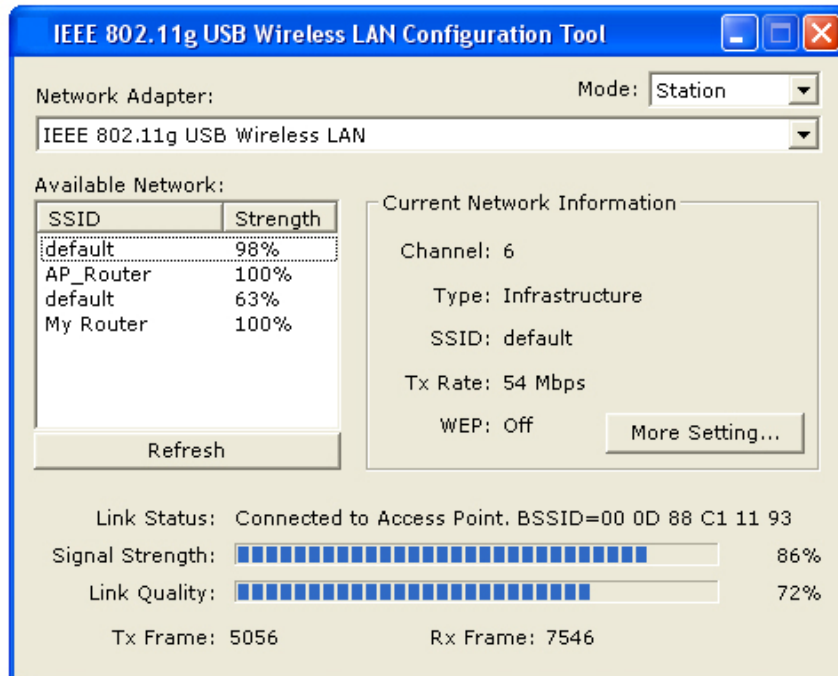 IEEE 802.11g USB Wireless LAN Configuration Tool
Network Adapter:
Mode: Station
IEEE 802.11g USB Wireless LAN
Available Network:
SSID Strength
default 98%
AP_Router 100%
default 63%
My Router 100%
Refresh
Current Network Information
Channel: 6
Type: Infrastructure
SSID: default
Tx Rate: 54 Mbps
WEP: Off
More Setting...
Link Status: Connected to Access Point. BSSID=00 0D 88 C1 11 93
Signal Strength: 86%
Link Quality: 72%
Tx Frame: 5056 Rx Frame: 7546